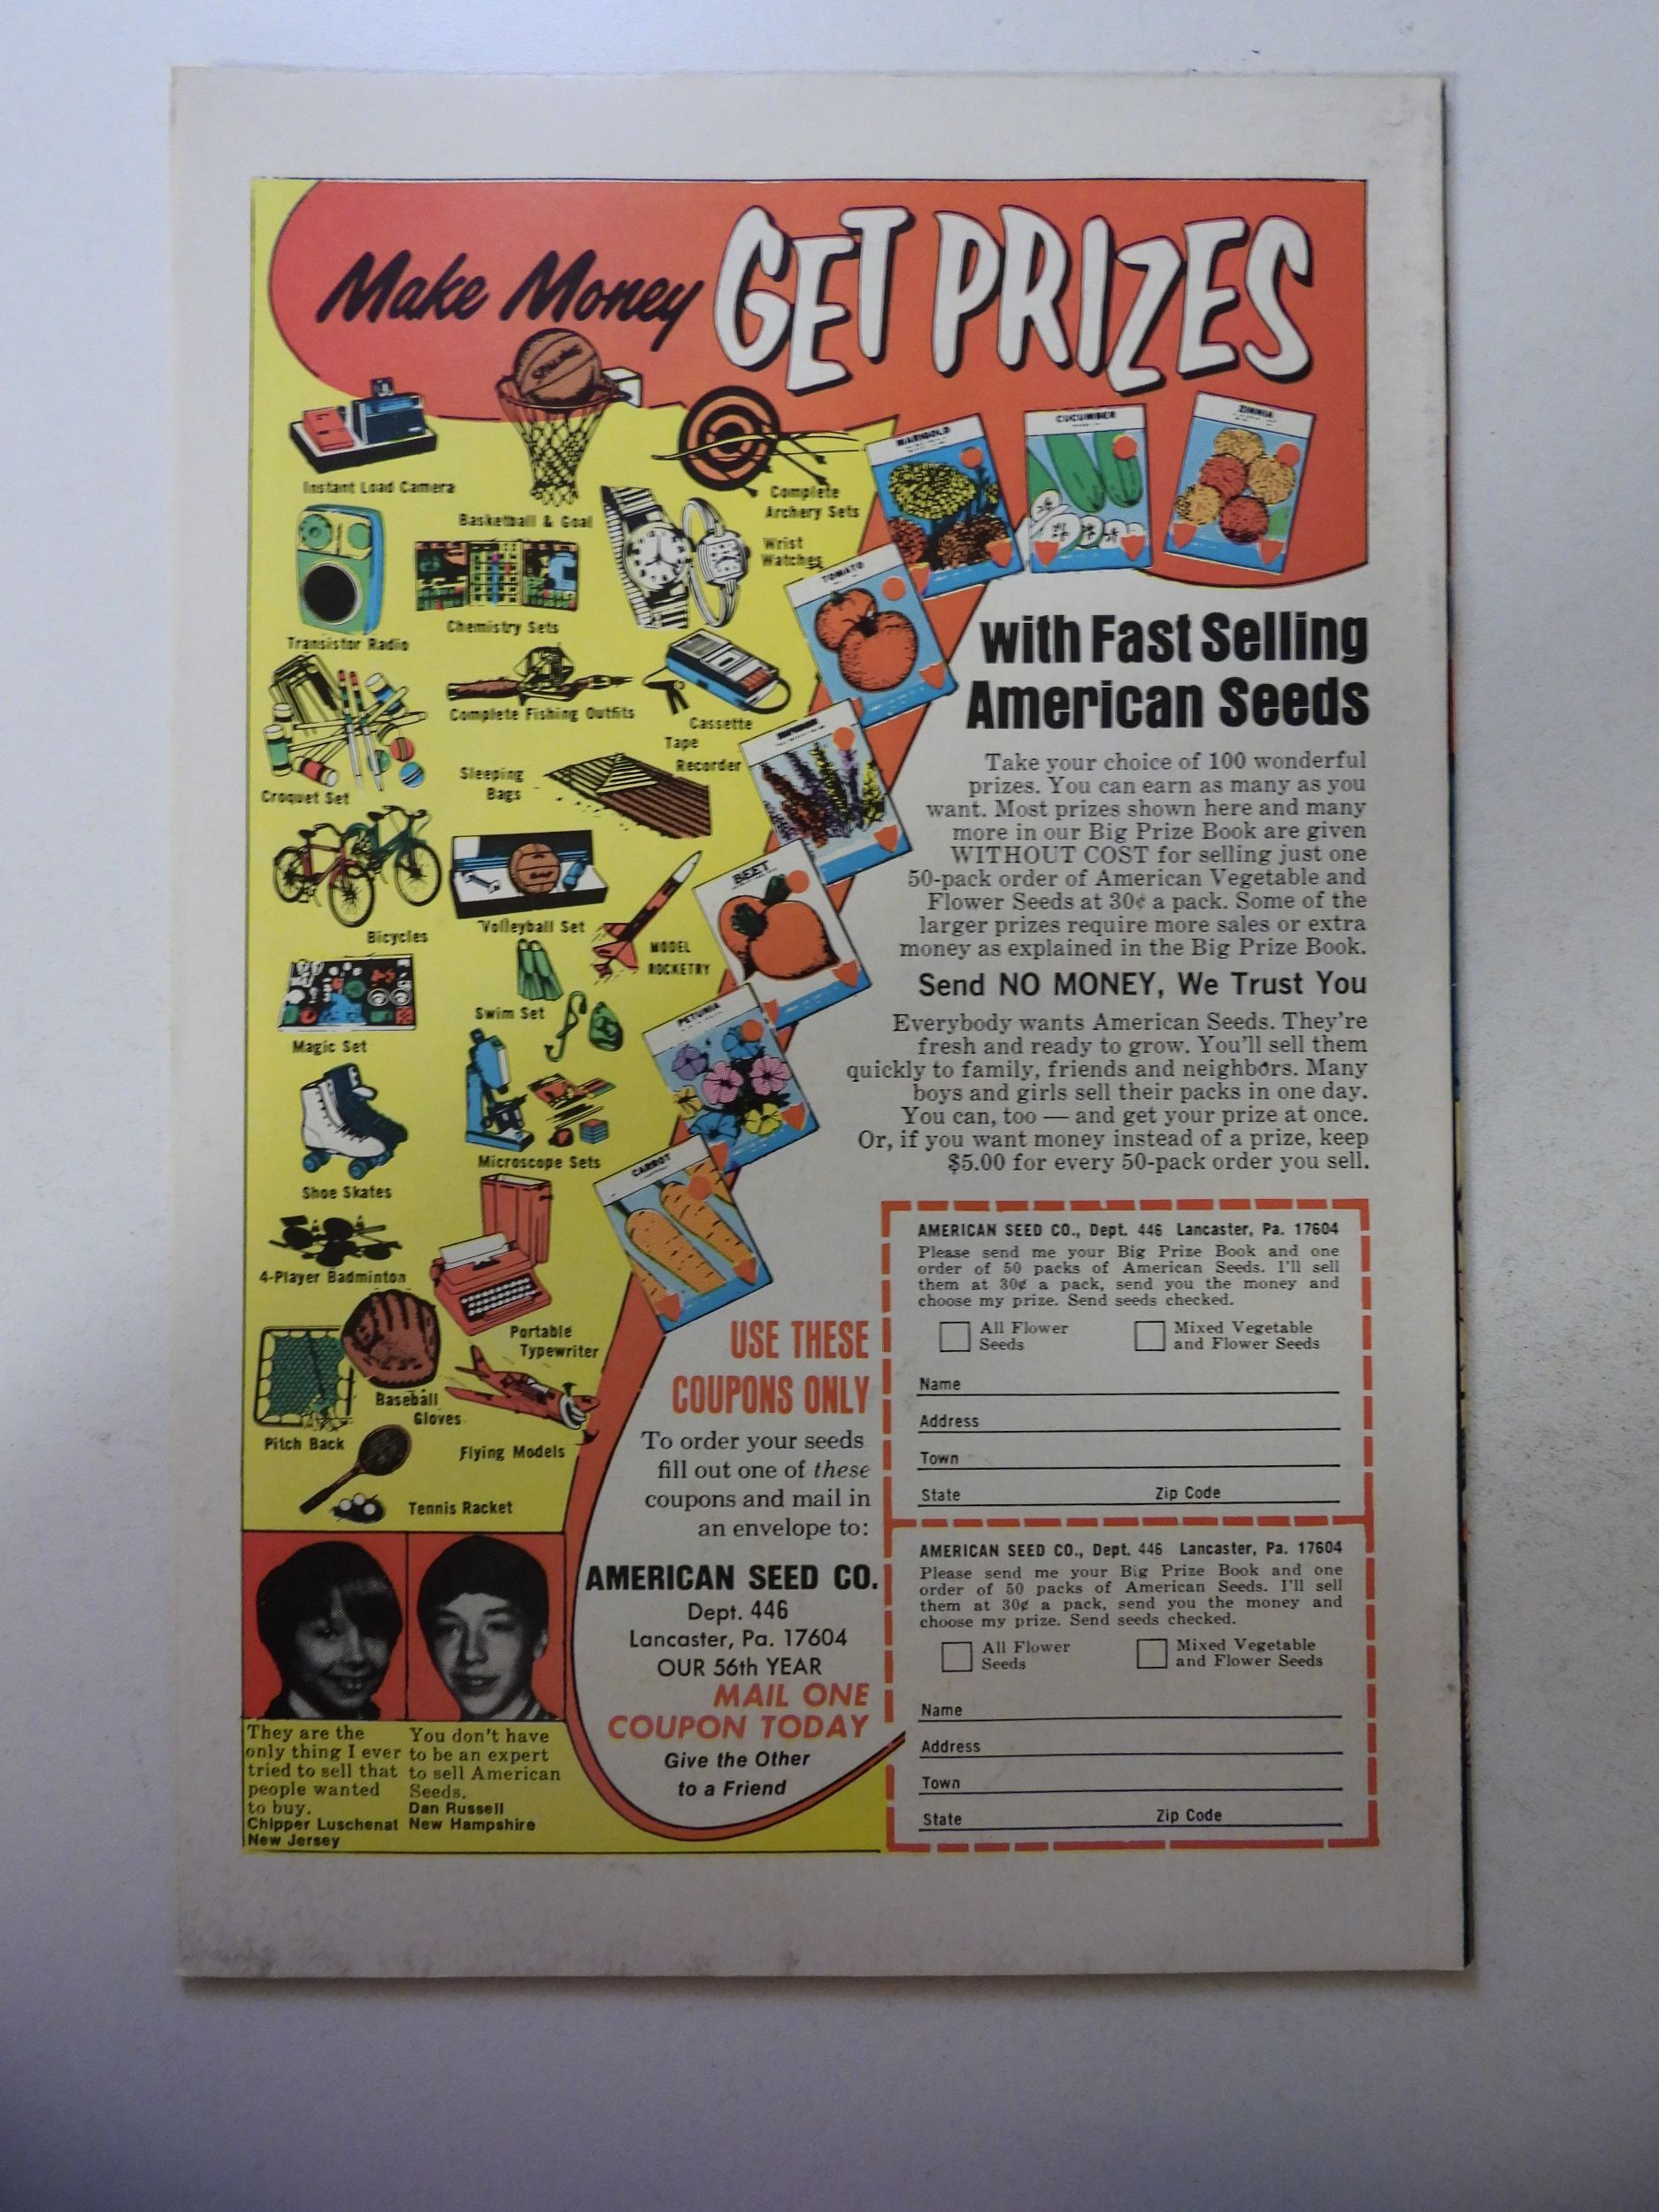 Make Money GET PRIZES
SPALDING
Instant Load Camera
Basketball & Goal
Complete
Archery Sets
Wrist
Watches
Transistor Radio
Chemistry Sets
Complete Fishing Outfits
Cassette
Tape
Recorder
Croquet Set
Sleeping
Bags
Bicycles
Volleyball Set
MODEL
ROCKETRY
Swim Set
Magic Set
Shoe Skates
Microscope Sets
4-Player Badminton
Portable
Typewriter
Baseball
Gloves
Pitch Back
Flying Models
Tennis Racket
MARIGOLD
CUCUMBER
ZINNIA
TOMATO
BEET
PETUNIA
CARROT
with Fast Selling
American Seeds
Take your choice of 100 wonderful
prizes. You can earn as many as you
want. Most prizes shown here and many
more in our Big Prize Book are given
WITHOUT COST for selling just one
50-pack order of American Vegetable and
Flower Seeds at 30¢ a pack. Some of the
larger prizes require more sales or extra
money as explained in the Big Prize Book.
Send NO MONEY, We Trust You
Everybody wants American Seeds. They're
fresh and ready to grow. You'll sell them
quickly to family, friends and neighbors. Many
boys and girls sell their packs in one day.
You can, too — and get your prize at once.
Or, if you want money instead of a prize, keep
$5.00 for every 50-pack order you sell.
USE THESE
COUPONS ONLY
To order your seeds
fill out one of these
coupons and mail in
an envelope to:
AMERICAN SEED CO.
Dept. 446
Lancaster, Pa. 17604
OUR 56th YEAR
MAIL ONE
COUPON TODAY
Give the Other
to a Friend
They are the
only thing I ever
tried to sell that
people wanted
to buy.
Chipper Luschenat
New Jersey
You don't have
to be an expert
to sell American
Seeds.
Dan Russell
New Hampshire
AMERICAN SEED CO., Dept. 446 Lancaster, Pa. 17604
Please send me your Big Prize Book and one
order of 50 packs of American Seeds. I'll sell
them at 30¢ a pack, send you the money and
choose my prize. Send seeds checked.
All Flower
Seeds
Mixed Vegetable
and Flower Seeds
Name
Address
Town
State Zip Code
AMERICAN SEED CO., Dept. 446 Lancaster, Pa. 17604
Please send me your Big Prize Book and one
order of 50 packs of American Seeds. I'll sell
them at 30¢ a pack, send you the money and
choose my prize. Send seeds checked.
All Flower
Seeds
Mixed Vegetable
and Flower Seeds
Name
Address
Town
State Zip Code